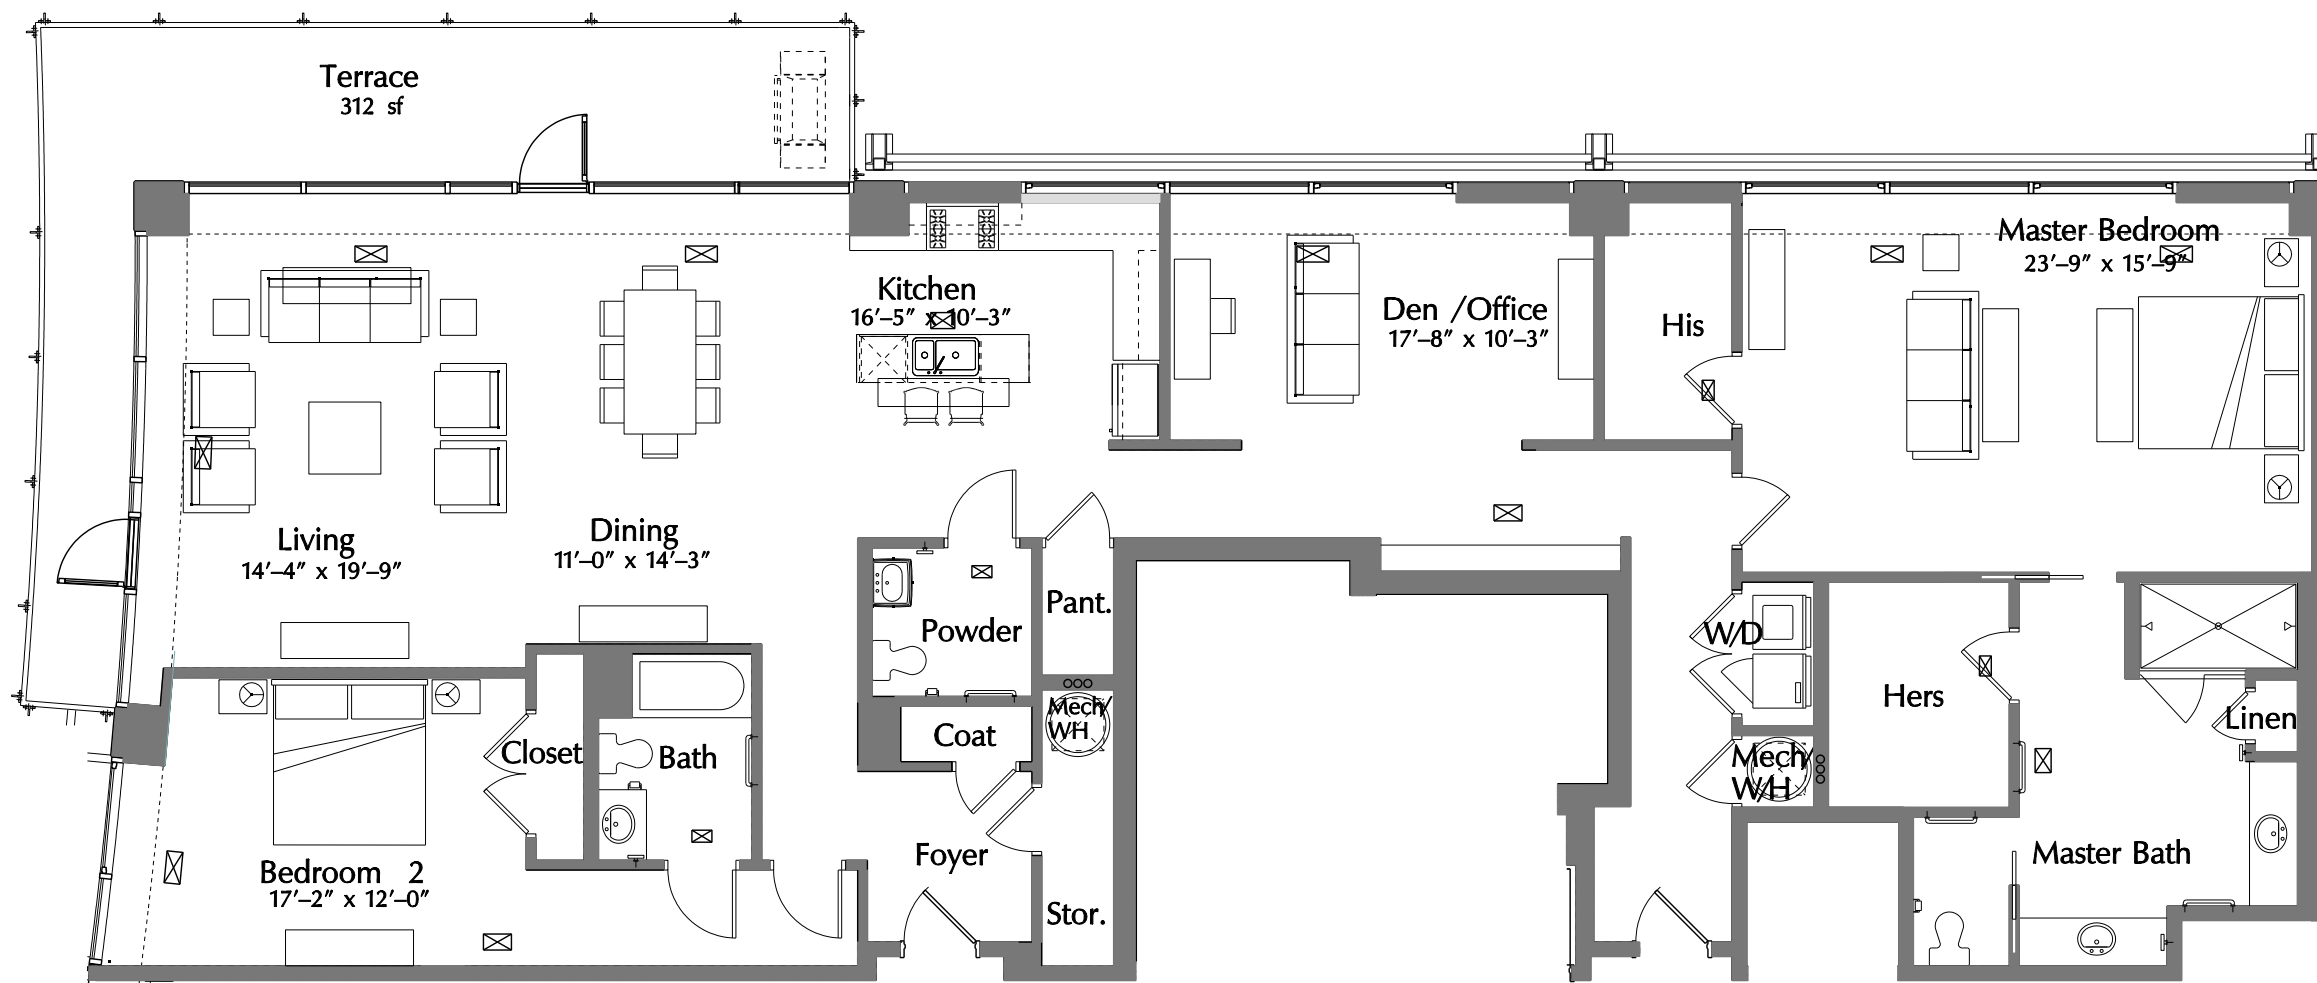 Terrace
312 sf
Master Bedroom
23'–9" x 15'–9"
Kitchen
16'–5" x 10'–3"
Den /Office
17'–8" x 10'–3"
His
Living
14'–4" x 19'–9"
Dining
11'–0" x 14'–3"
Powder
Pant.
W/D
Hers
Linen
Closet
Bath
Coat
Mech/
WH
Mech/
W/H
Bedroom 2
17'–2" x 12'–0"
Foyer
Stor.
Master Bath